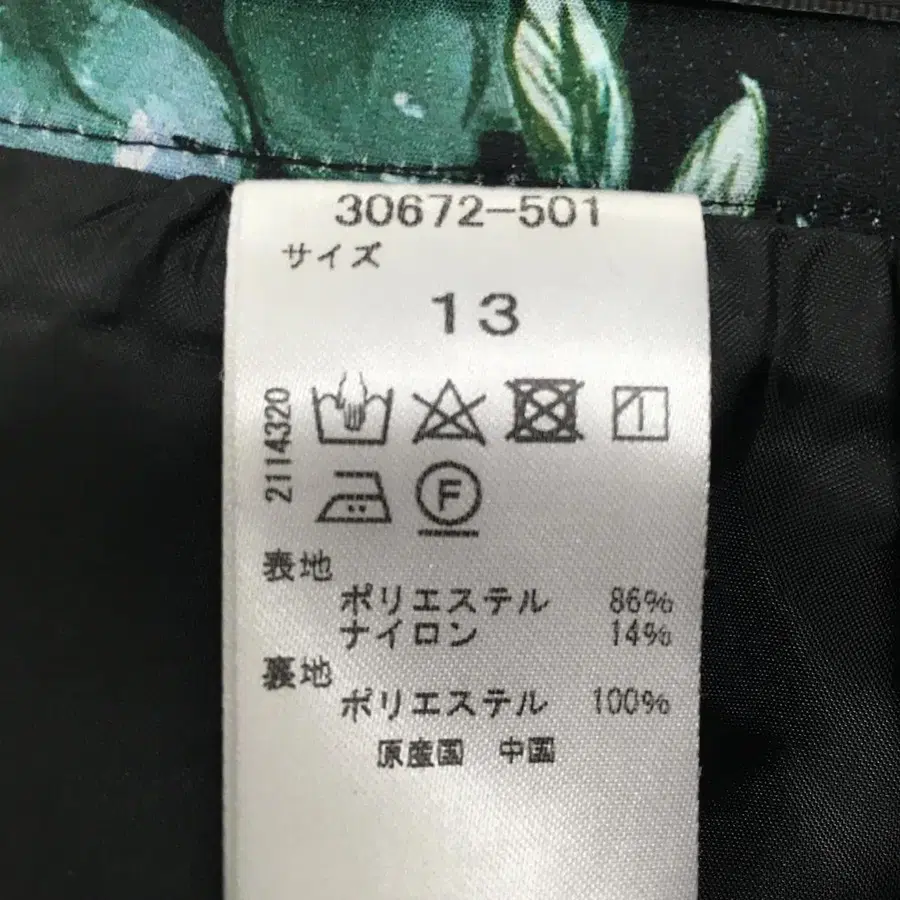 30672-501
サイズ
13
2114320
F
表地
ポリエステル 86%
ナイロン 14%
裏地
ポリエステル 100%
原産国 中国